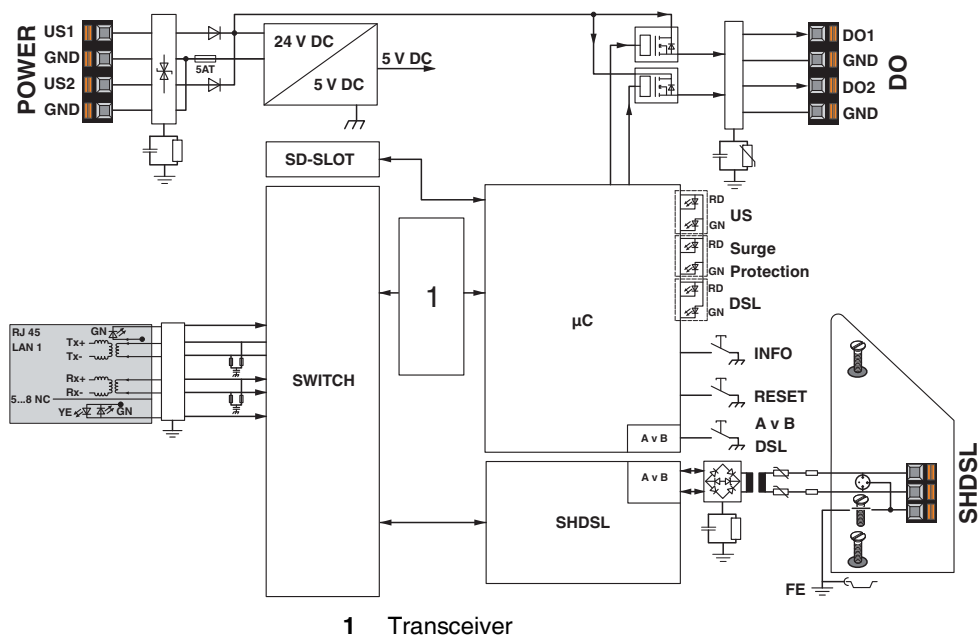 POWER
US1
GND
US2
GND
5AT
24 V DC
5 V DC
5 V DC
DO1
GND
DO2
GND
DO
SD-SLOT
SWITCH
1
µC
RD
GN
US
RD
GN
Surge
Protection
RD
GN
DSL
INFO
RESET
A v B
DSL
A v B
A v B
SHDSL
RJ 45
LAN 1
GN
Tx+
Tx-
Rx+
Rx-
5...8 NC
YE
GN
SHDSL
FE
1 Transceiver